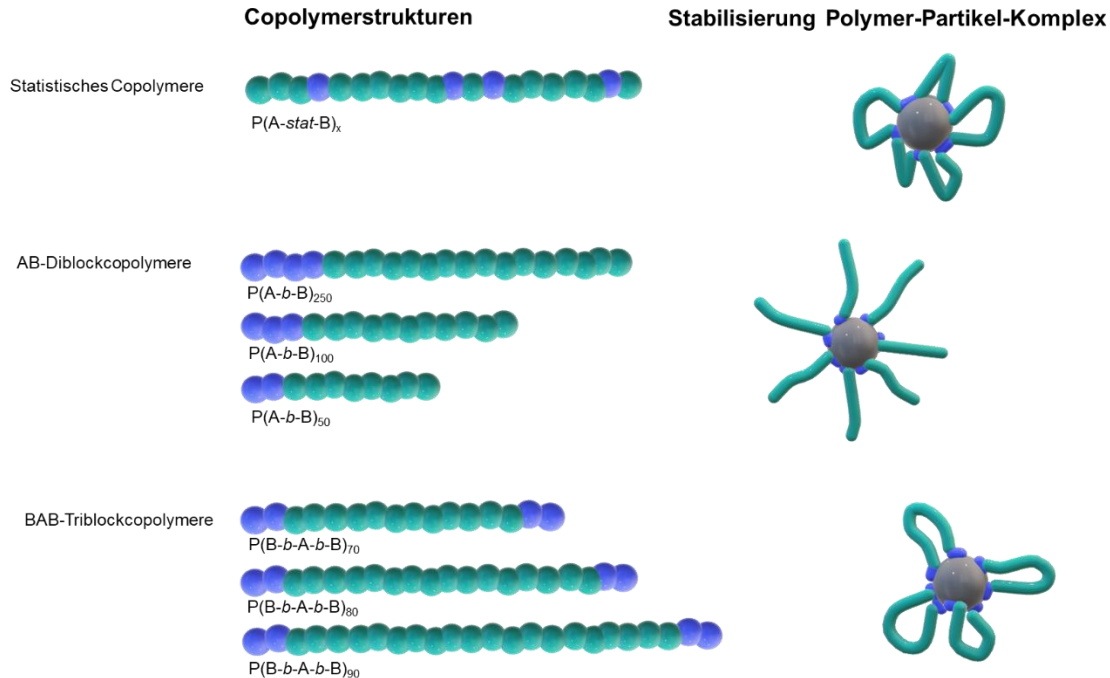 Copolymerstrukturen
Stabilisierung Polymer-Partikel-Komplex
Statistisches Copolymere
P(A-stat-B)x
AB-Diblockcopolymere
P(A-b-B)250
P(A-b-B)100
P(A-b-B)50
BAB-Triblockcopolymere
P(B-b-A-b-B)70
P(B-b-A-b-B)80
P(B-b-A-b-B)90